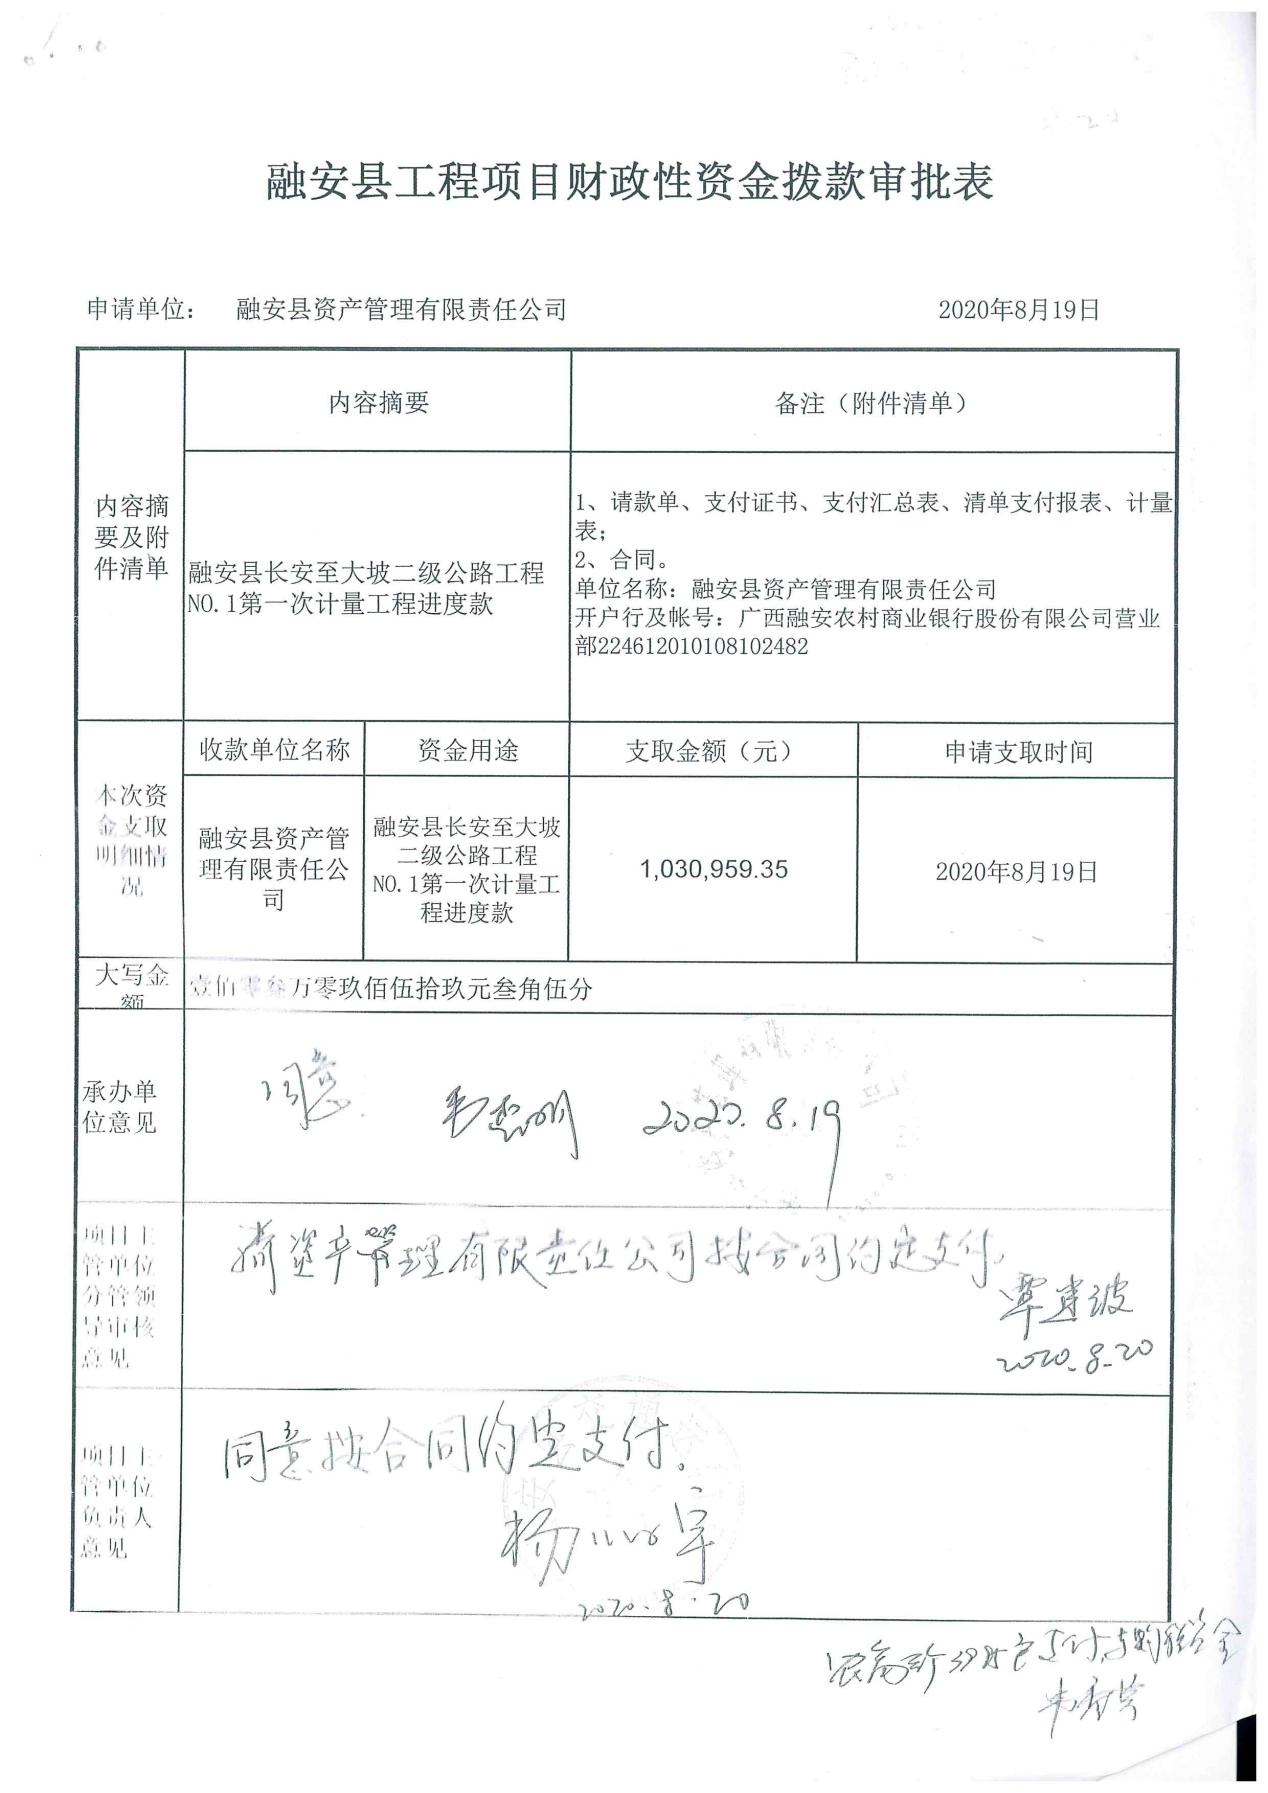 融安县工程项目财政性资金拨款审批表
申请单位： 融安县资产管理有限责任公司 2020年8月19日
内容摘要及附件清单
内容摘要
备注（附件清单）
融安县长安至大坡二级公路工程
NO.1第一次计量工程进度款
1、请款单、支付证书、支付汇总表、清单支付报表、计量
表；
2、合同。
单位名称：融安县资产管理有限责任公司
开户行及帐号：广西融安农村商业银行股份有限公司营业
部224612010108102482
本次资
金支取
明细情
况
收款单位名称
资金用途
支取金额（元）
申请支取时间
融安县资产管
理有限责任公
司
融安县长安至大坡
二级公路工程
NO.1第一次计量工
程进度款
1,030,959.35
2020年8月19日
大写金
额
壹佰零叁万零玖佰伍拾玖元叁角伍分
承办单
位意见
同意 2020.8.19
项目主
管单位
分管领
导审核
意见
请资产管理有限责任公司按合同约定支付。
覃建波
2020.8.20
项目主
管单位
负责人
意见
同意按合同约定支付。
2020.8.20